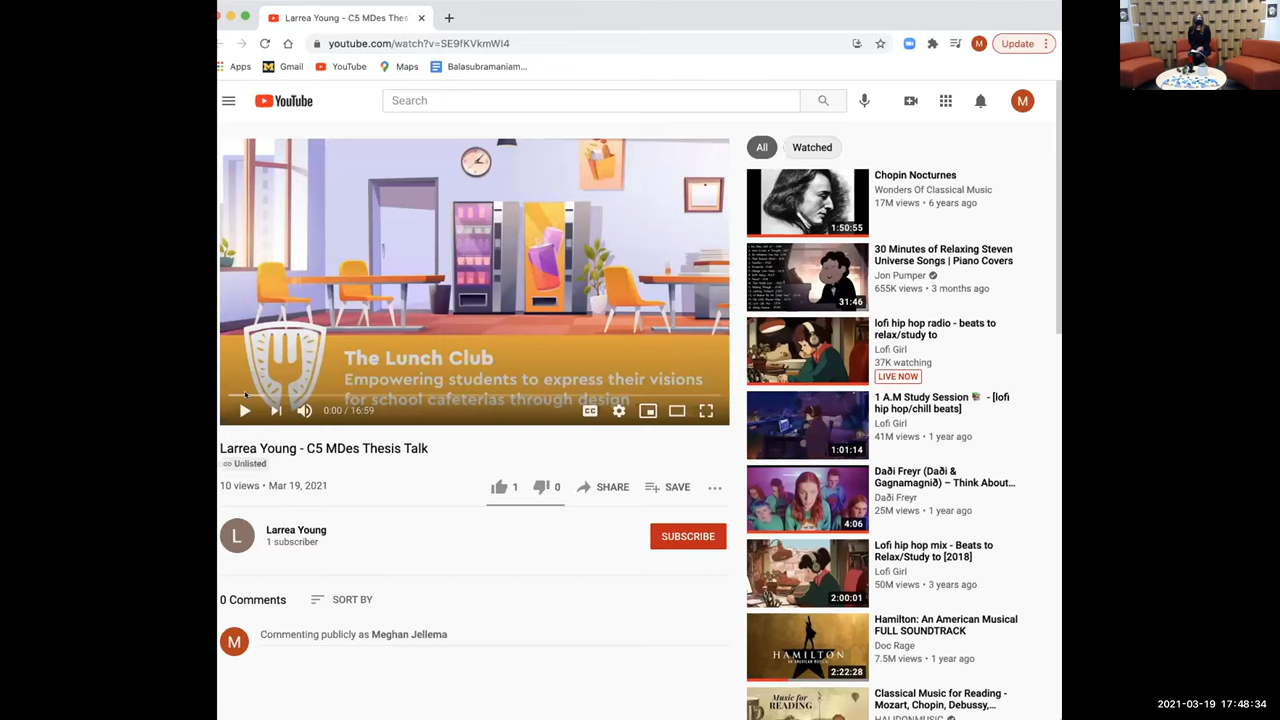 Larrea Young - C5 MDes Thes
youtube.com/watch?v=SE9fKVkmWI4
M
Update
Apps
Gmail
YouTube
Maps
Balasubramaniam...
YouTube
Search
M
The Lunch Club
Empowering students to express their visions
for school cafeterias through design
0:00 / 16:59
CC
Larrea Young - C5 MDes Thesis Talk
Unlisted
10 views • Mar 19, 2021
1
0
SHARE
SAVE
L
Larrea Young
1 subscriber
SUBSCRIBE
0 Comments
SORT BY
M
Commenting publicly as Meghan Jellema
All
Watched
1:50:55
Chopin Nocturnes
Wonders Of Classical Music
17M views • 6 years ago
31:46
30 Minutes of Relaxing Steven
Universe Songs | Piano Covers
Jon Pumper
655K views • 3 months ago
lofi hip hop radio - beats to
relax/study to
Lofi Girl
37K watching
LIVE NOW
1:01:14
1 A.M Study Session 📚 - [lofi
hip hop/chill beats]
Lofi Girl
41M views • 1 year ago
4:06
Daði Freyr (Daði &
Gagnamagnið) – Think About...
Daði Freyr
25M views • 1 year ago
2:00:01
Lofi hip hop mix - Beats to
Relax/Study to [2018]
Lofi Girl
50M views • 3 years ago
HAMILTON
2:22:28
Hamilton: An American Musical
FULL SOUNDTRACK
Doc Rage
7.5M views • 1 year ago
Music for
READING
Classical Music for Reading -
Mozart, Chopin, Debussy,...
HALIDONMUSIC
2021-03-19 17:48:34